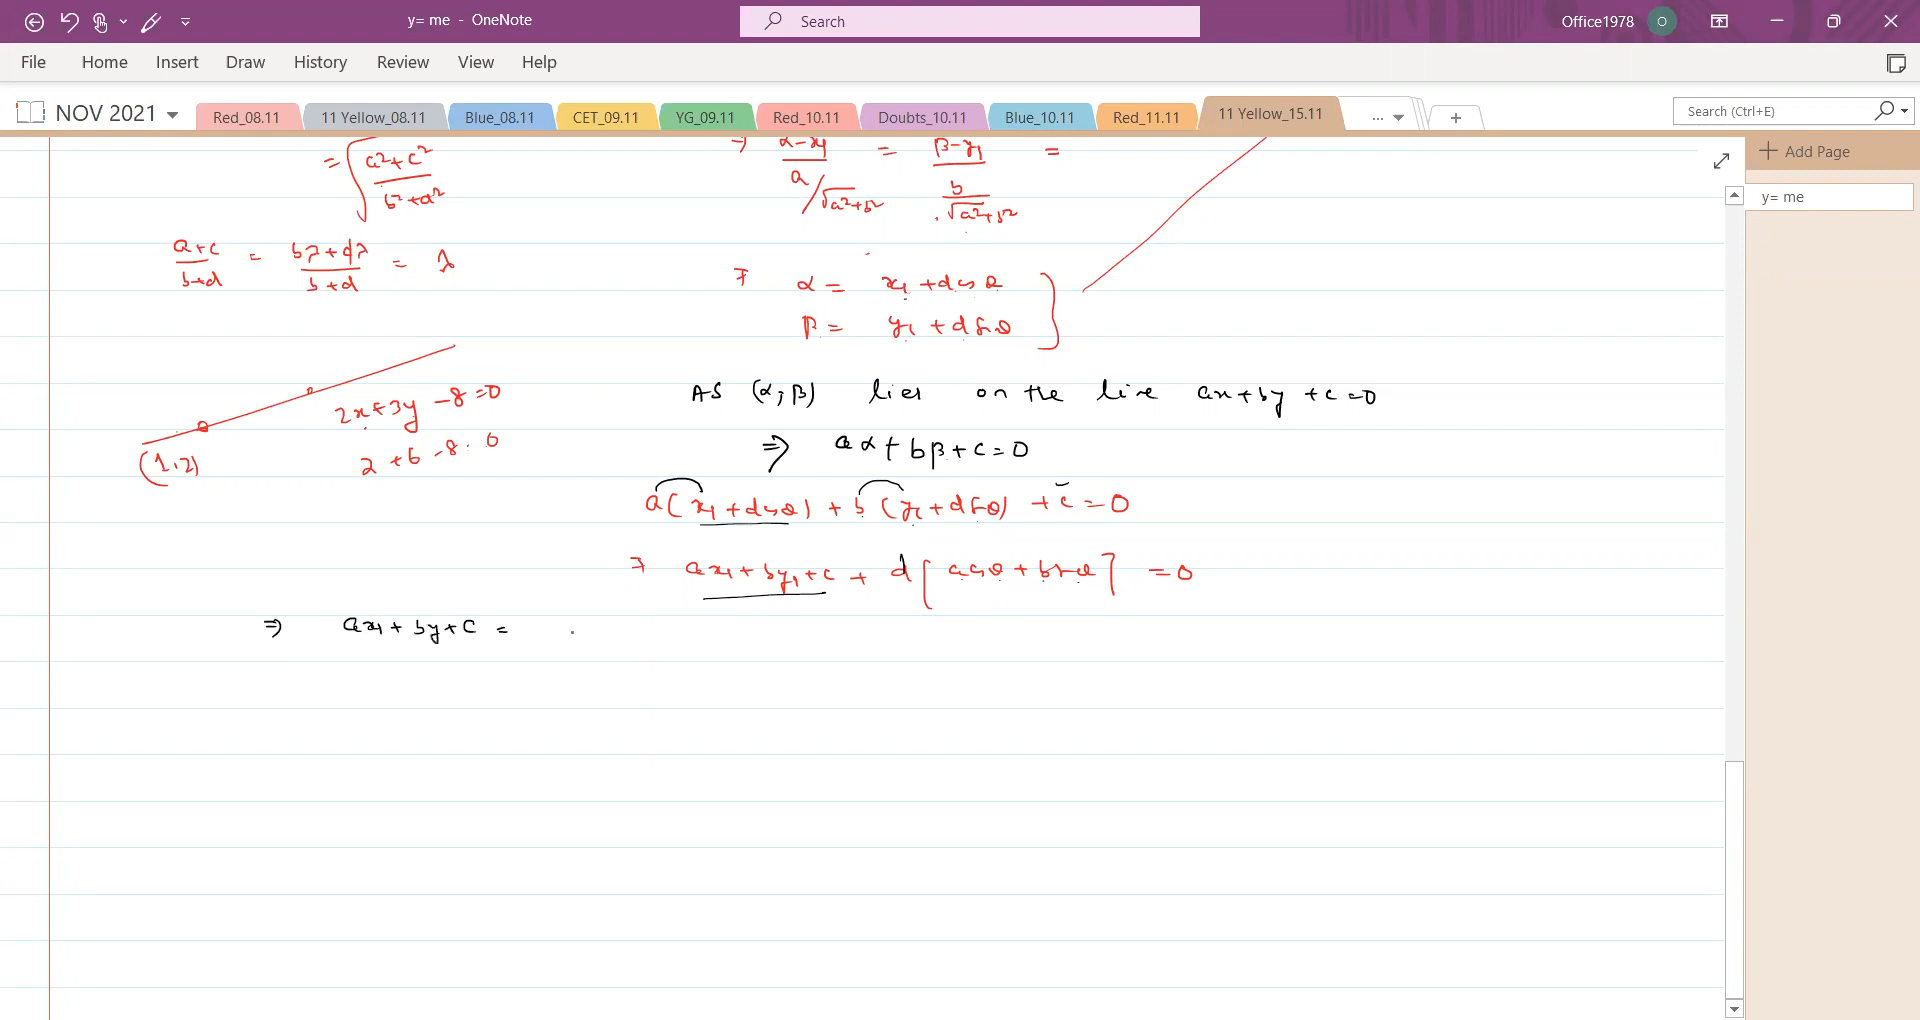 y= me - OneNote
Search
Office1978
O
File Home Insert Draw History Review View Help
NOV 2021
Red_08.11
11 Yellow_08.11
Blue_08.11
CET_09.11
YG_09.11
Red_10.11
Doubts_10.11
Blue_10.11
Red_11.11
11 Yellow_15.11
...
+
Search (Ctrl+E)
Add Page
y= me
= √(a²+c² / b²+d²)
(a+c)/(b+d) = (bλ+dλ)/(b+d) = λ
⇒ (α-x₁)/(a/√a²+b²) = (β-y₁)/(b/√a²+b²) =
⇒ α = x₁ + d cos θ
β = y₁ + d sin θ
2x+3y-8=0
(1,2)
2+6-8=0
AS (α,β) lies on the line ax+by+c=0
⇒ aα+bβ+c=0
a(x₁+d cos θ)+b(y₁+d sin θ)+c=0
⇒ ax₁+by₁+c+d[a cos θ+b sin θ]=0
⇒ ax₁+by+c =